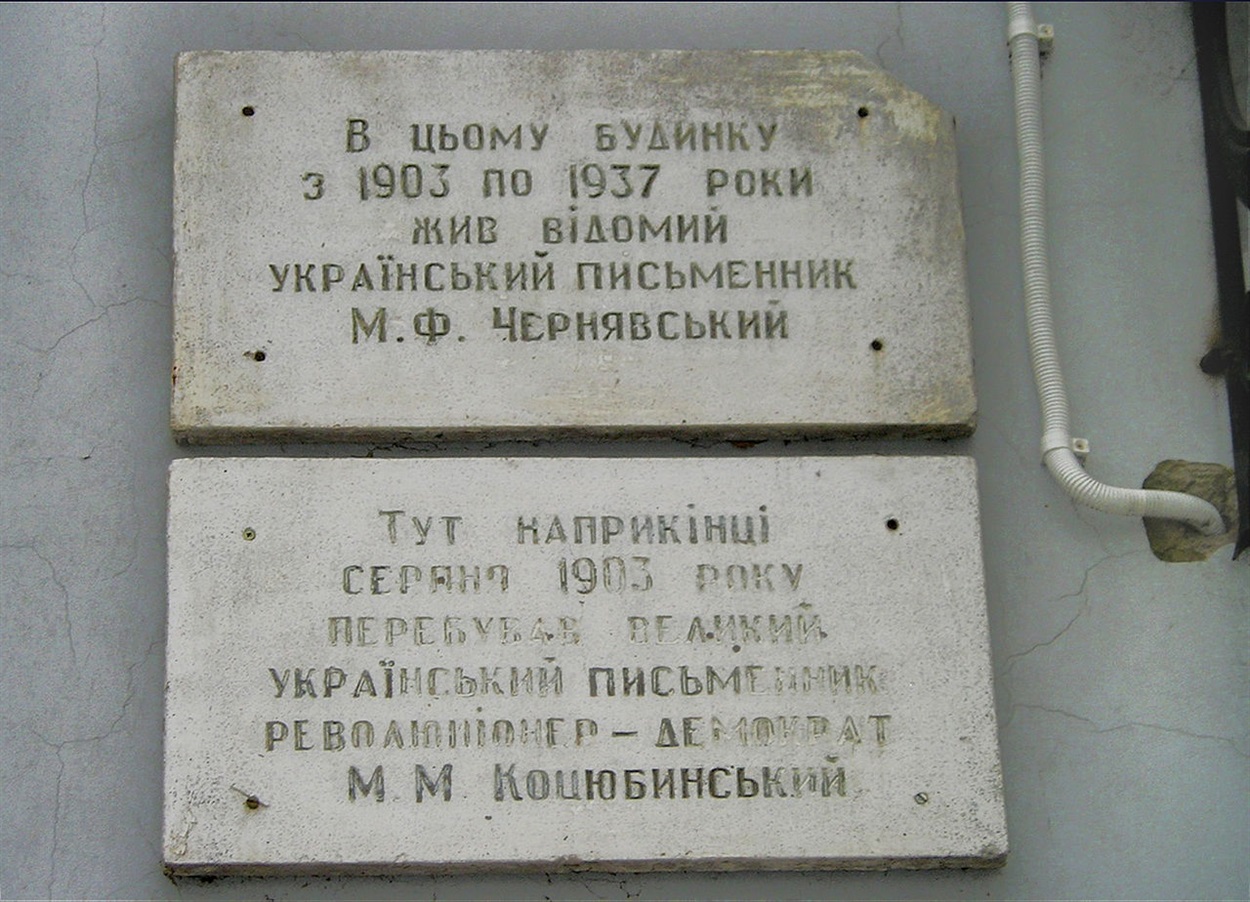 В цьому будинку
з 1903 по 1937 роки
жив відомий
український письменник
М.Ф. Чернявський
Тут наприкінці
серпня 1903 року
перебував великий
український письменник
революціонер – демократ
М М Коцюбинський